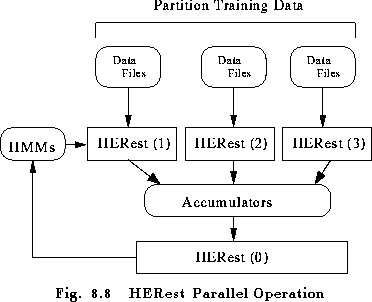 Partition Training Data
Data
Files
Data
Files
Data
Files
HMMs
HERest (1)
HERest (2)
HERest (3)
Accumulators
HERest (0)
Fig. 8.8 HERest Parallel Operation